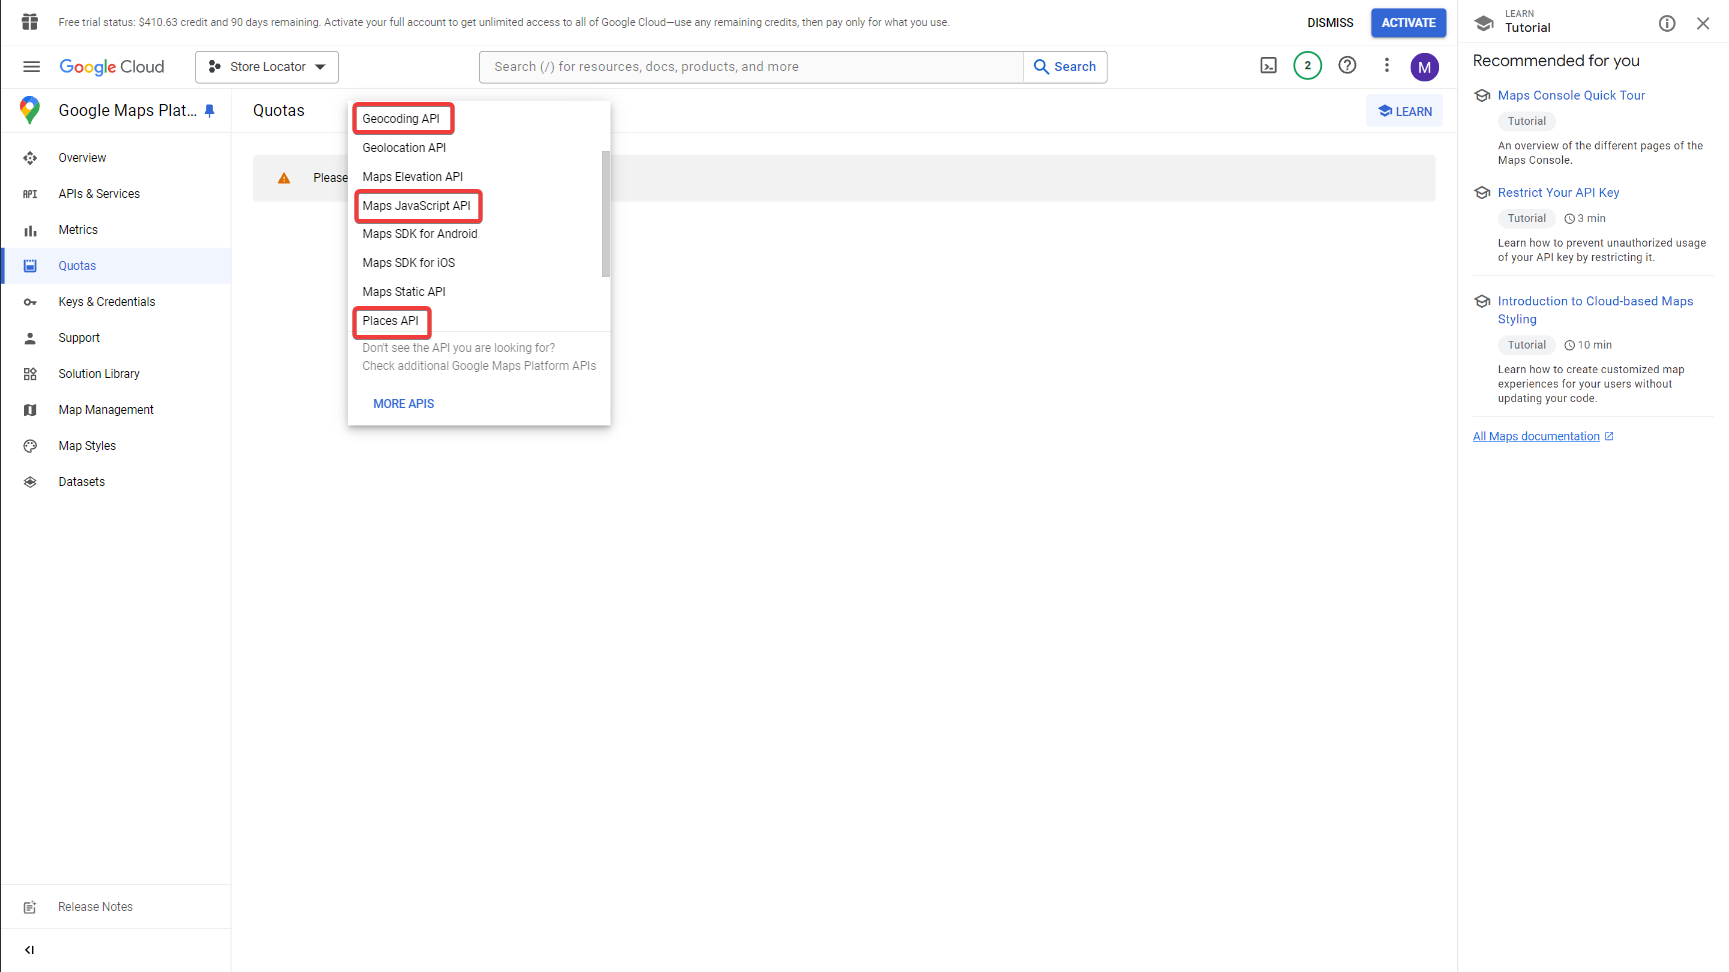 Free trial status: $410.63 credit and 90 days remaining. Activate your full account to get unlimited access to all of Google Cloud—use any remaining credits, then pay only for what you use.
DISMISS
ACTIVATE
Google Cloud
Store Locator
Search (/) for resources, docs, products, and more
Search
2
M
Google Maps Plat...
Overview
API APIs & Services
Metrics
Quotas
Keys & Credentials
Support
Solution Library
Map Management
Map Styles
Datasets
Release Notes
Quotas
LEARN
Please
Geocoding API
Geolocation API
Maps Elevation API
Maps JavaScript API
Maps SDK for Android
Maps SDK for iOS
Maps Static API
Places API
Don't see the API you are looking for?
Check additional Google Maps Platform APIs
MORE APIS
LEARN
Tutorial
Recommended for you
Maps Console Quick Tour
Tutorial
An overview of the different pages of the
Maps Console.
Restrict Your API Key
Tutorial 3 min
Learn how to prevent unauthorized usage
of your API key by restricting it.
Introduction to Cloud-based Maps
Styling
Tutorial 10 min
Learn how to create customized map
experiences for your users without
updating your code.
All Maps documentation